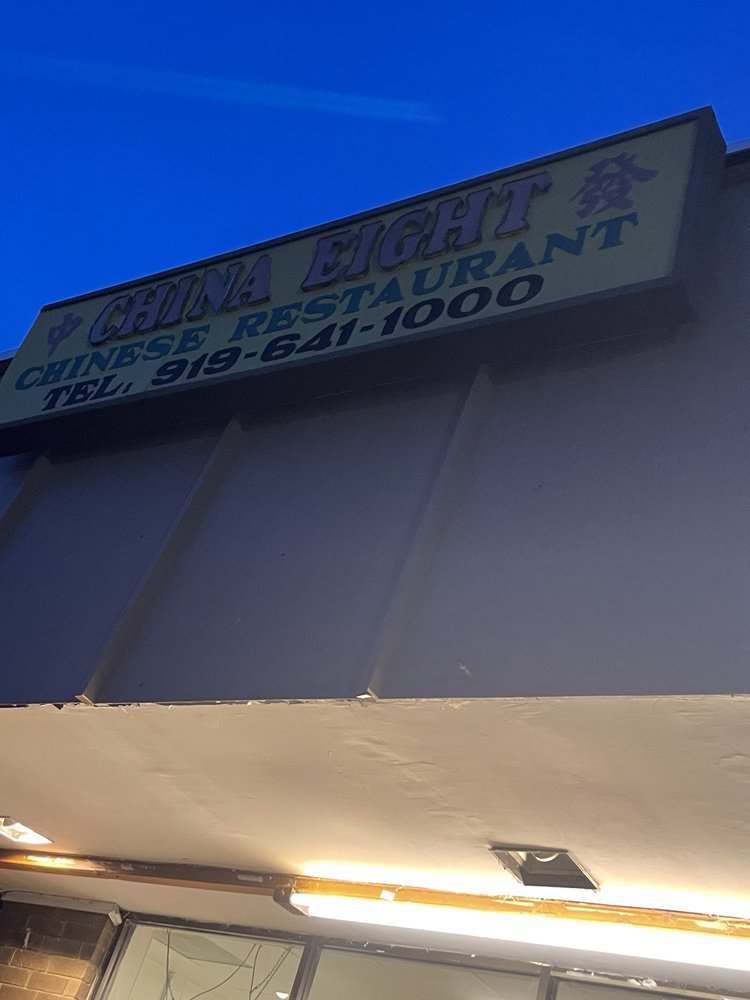 中 CHINA EIGHT 發
CHINESE RESTAURANT
TEL. 919-641-1000